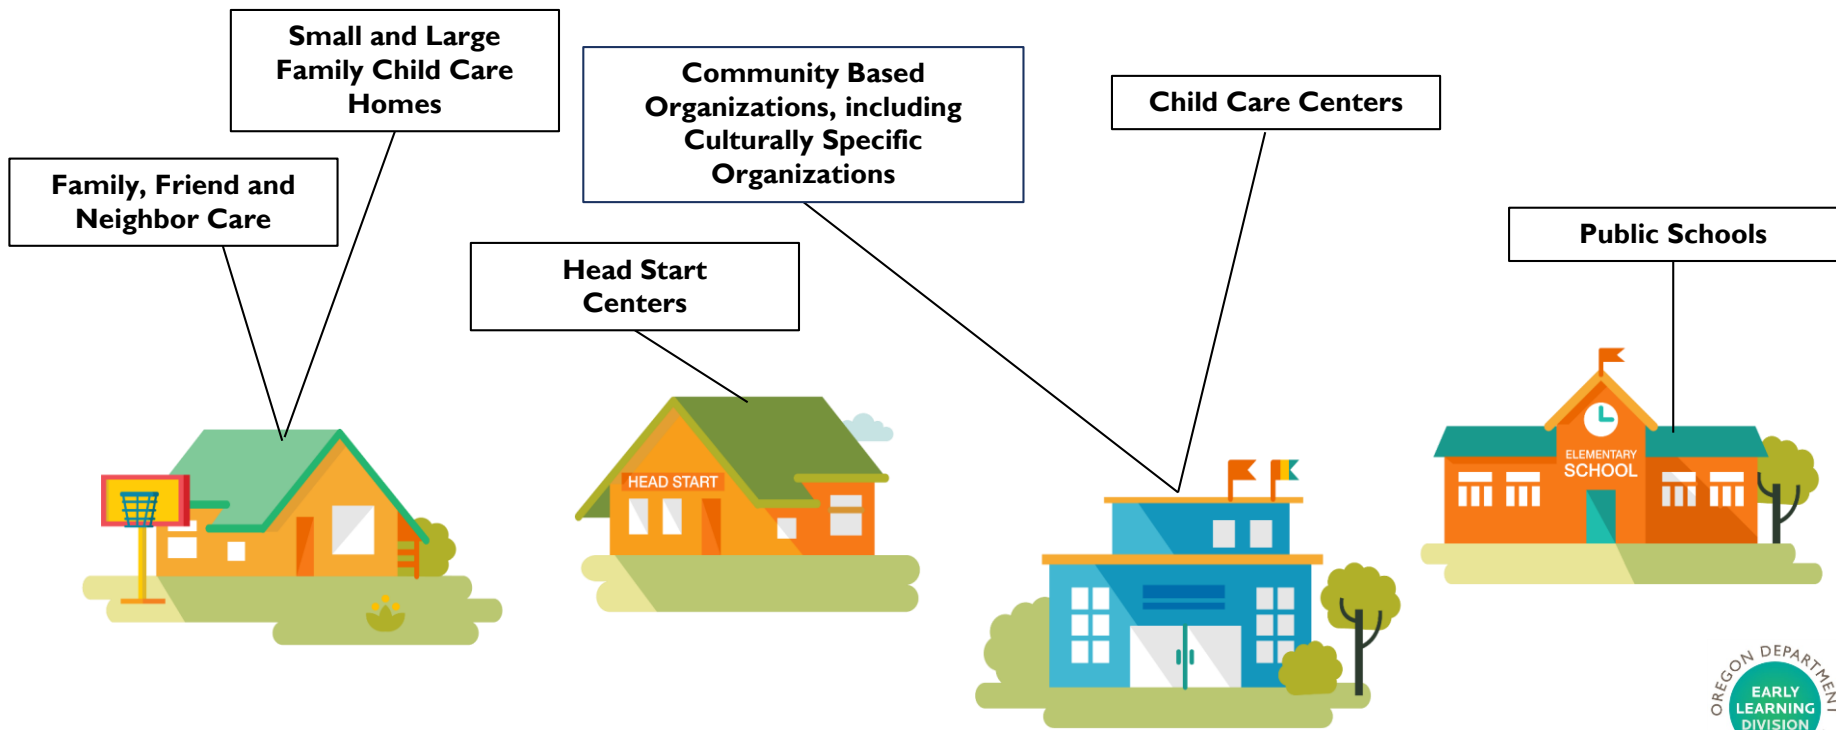 Small and Large
Family Child Care
Homes
Family, Friend and
Neighbor Care
Community Based
Organizations, including
Culturally Specific
Organizations
Head Start
Centers
Child Care Centers
Public Schools
HEAD START
ELEMENTARY
SCHOOL
OREGON DEPARTMENT
EARLY
LEARNING
DIVISION